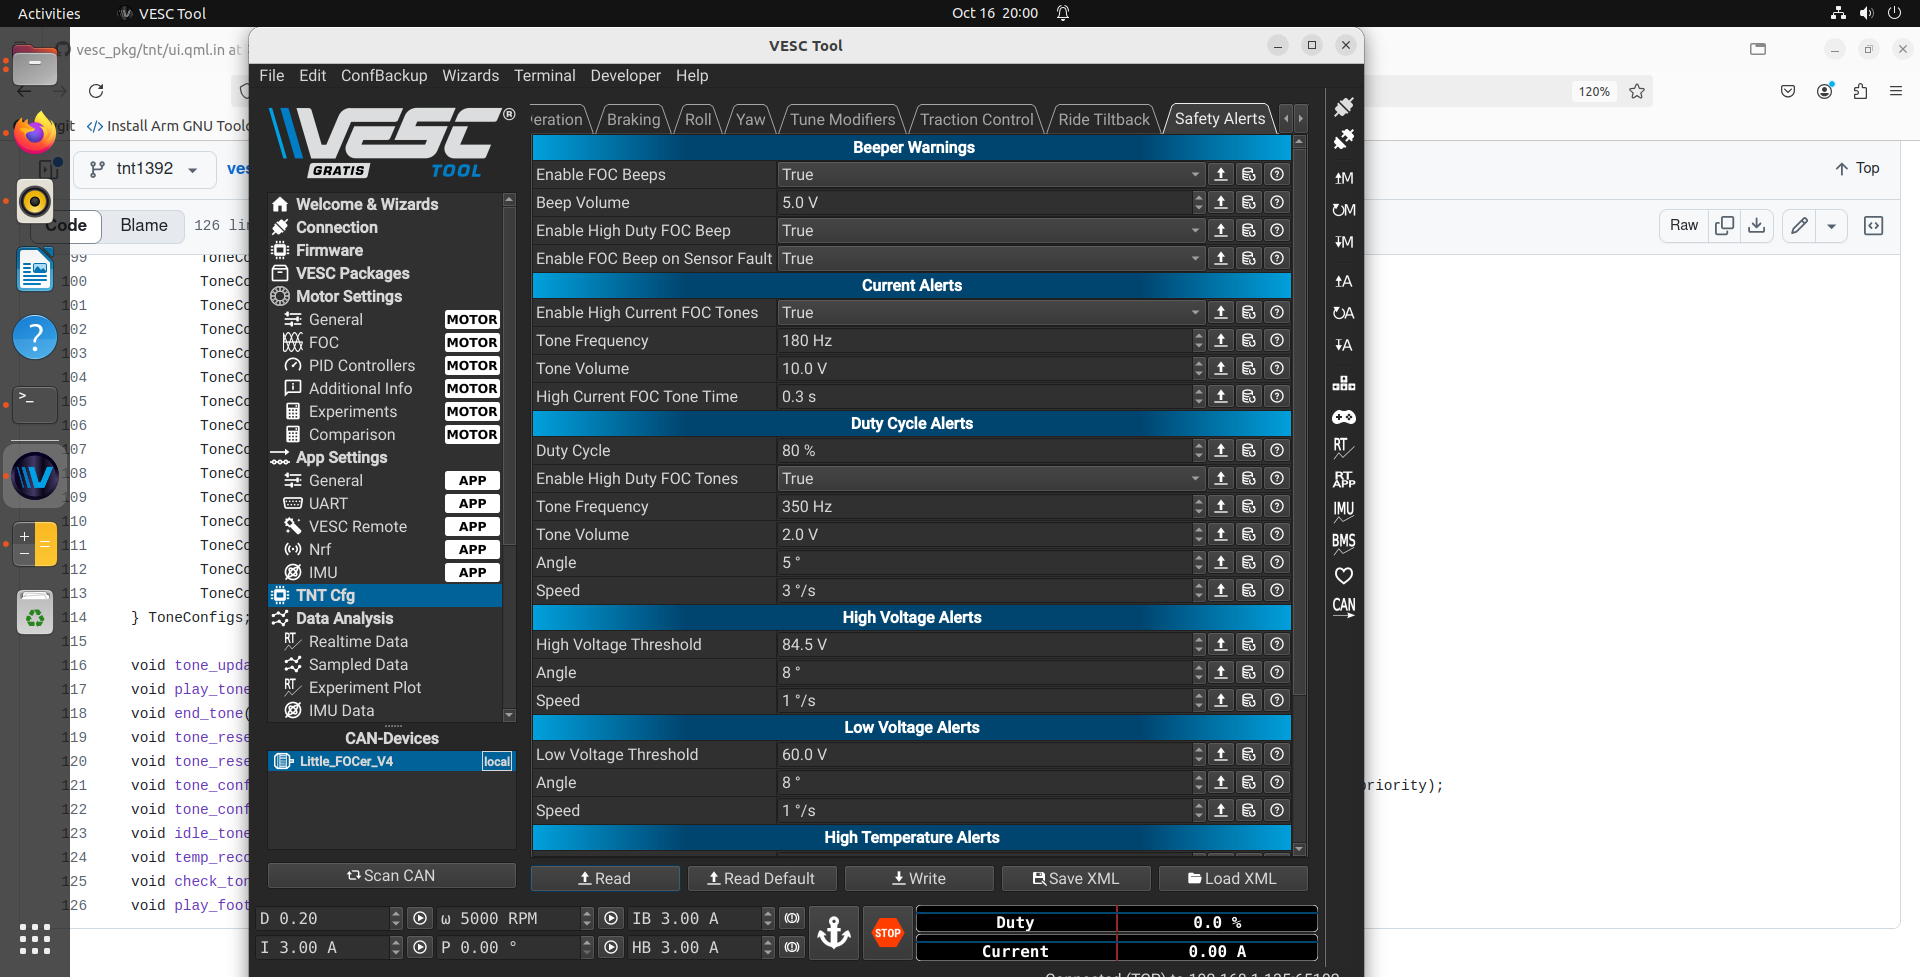 Activities
VESC Tool
Oct 16 20:00
vesc_pkg/tnt/ui.qml.in at
VESC Tool
File Edit ConfBackup Wizards Terminal Developer Help
120%
git
</> Install Arm GNU Toolc
VESC®
GRATIS TOOL
eration Braking Roll Yaw Tune Modifiers Traction Control Ride Tiltback Safety Alerts
tnt1392
ves
Top
Code Blame 126 lin
Raw
Welcome & Wizards
Connection
Firmware
VESC Packages
Motor Settings
General MOTOR
FOC MOTOR
PID Controllers MOTOR
Additional Info MOTOR
Experiments MOTOR
Comparison MOTOR
App Settings
General APP
UART APP
VESC Remote APP
Nrf APP
IMU APP
TNT Cfg
Data Analysis
Realtime Data
Sampled Data
Experiment Plot
IMU Data
CAN-Devices
Little_FOCer_V4 local
Scan CAN
Beeper Warnings
Enable FOC Beeps True
Beep Volume 5.0 V
Enable High Duty FOC Beep True
Enable FOC Beep on Sensor Fault True
Current Alerts
Enable High Current FOC Tones True
Tone Frequency 180 Hz
Tone Volume 10.0 V
High Current FOC Tone Time 0.3 s
Duty Cycle Alerts
Duty Cycle 80 %
Enable High Duty FOC Tones True
Tone Frequency 350 Hz
Tone Volume 2.0 V
Angle 5 °
Speed 3 °/s
High Voltage Alerts
High Voltage Threshold 84.5 V
Angle 8 °
Speed 1 °/s
Low Voltage Alerts
Low Voltage Threshold 60.0 V
Angle 8 °
Speed 1 °/s
High Temperature Alerts
Read Read Default Write Save XML Load XML
D 0.20 ω 5000 RPM IB 3.00 A
I 3.00 A P 0.00 ° HB 3.00 A
STOP
Duty 0.0 %
Current 0.00 A
M
M
M
A
A
A
RT
RT
APP
IMU
BMS
CAN
99 ToneCo
100 ToneCo
101 ToneCo
102 ToneCo
103 ToneCo
104 ToneCo
105 ToneCo
106 ToneCo
107 ToneCo
108 ToneCo
109 ToneCo
110 ToneCo
111 ToneCo
112 ToneCo
113 ToneCo
114 } ToneConfigs;
115
116 void tone_upda
117 void play_tone
118 void end_tone(
119 void tone_rese
120 void tone_rese
121 void tone_conf priority);
122 void tone_conf
123 void idle_tone
124 void temp_reco
125 void check_ton
126 void play_foot